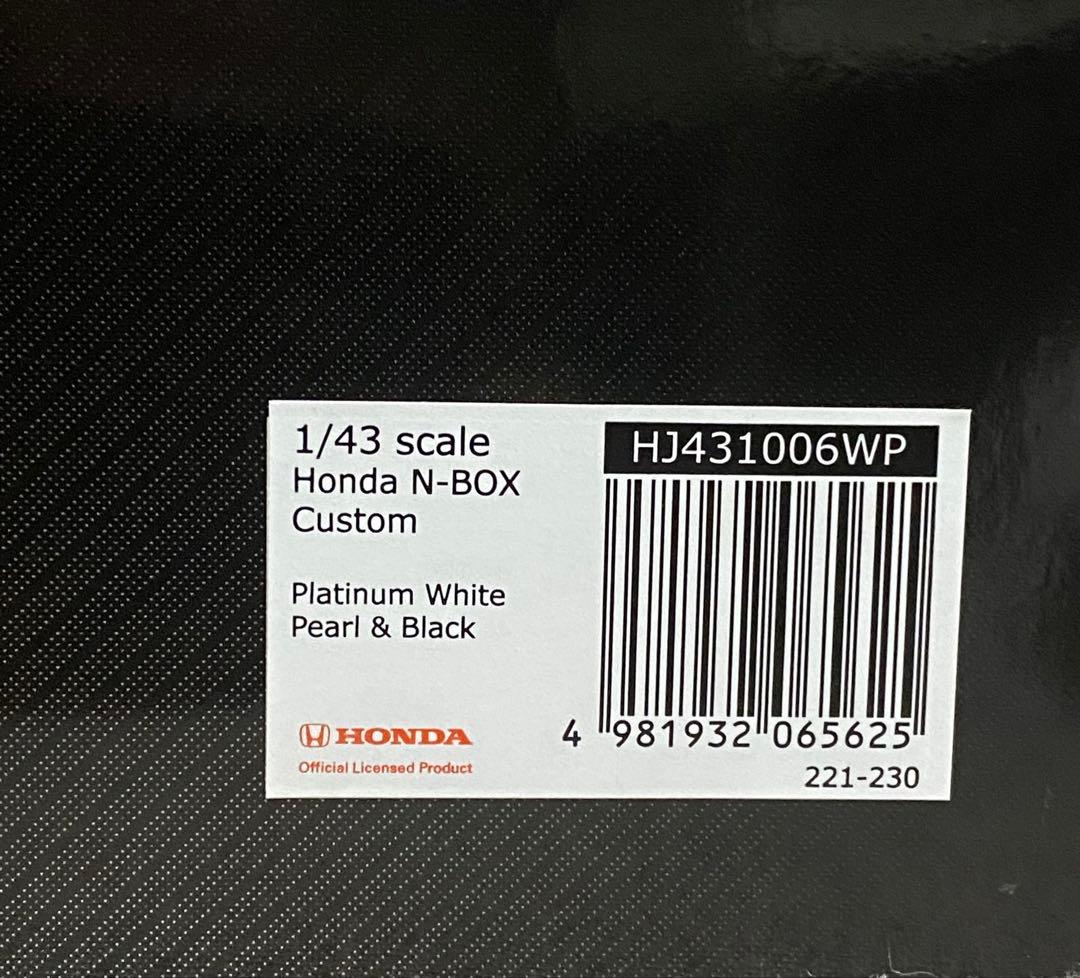 1/43 scale
Honda N-BOX
Custom
Platinum White
Pearl & Black
HONDA
Official Licensed Product
HJ431006WP
4 981932 065625
221-230